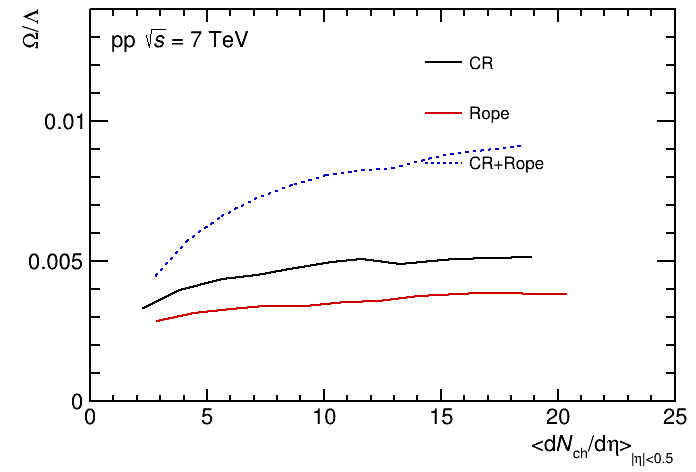 Ω/Λ
pp √s = 7 TeV
CR
Rope
CR+Rope
0.01
0.005
0
0 5 10 15 20 25
<dN_ch/dη>_|η|<0.5